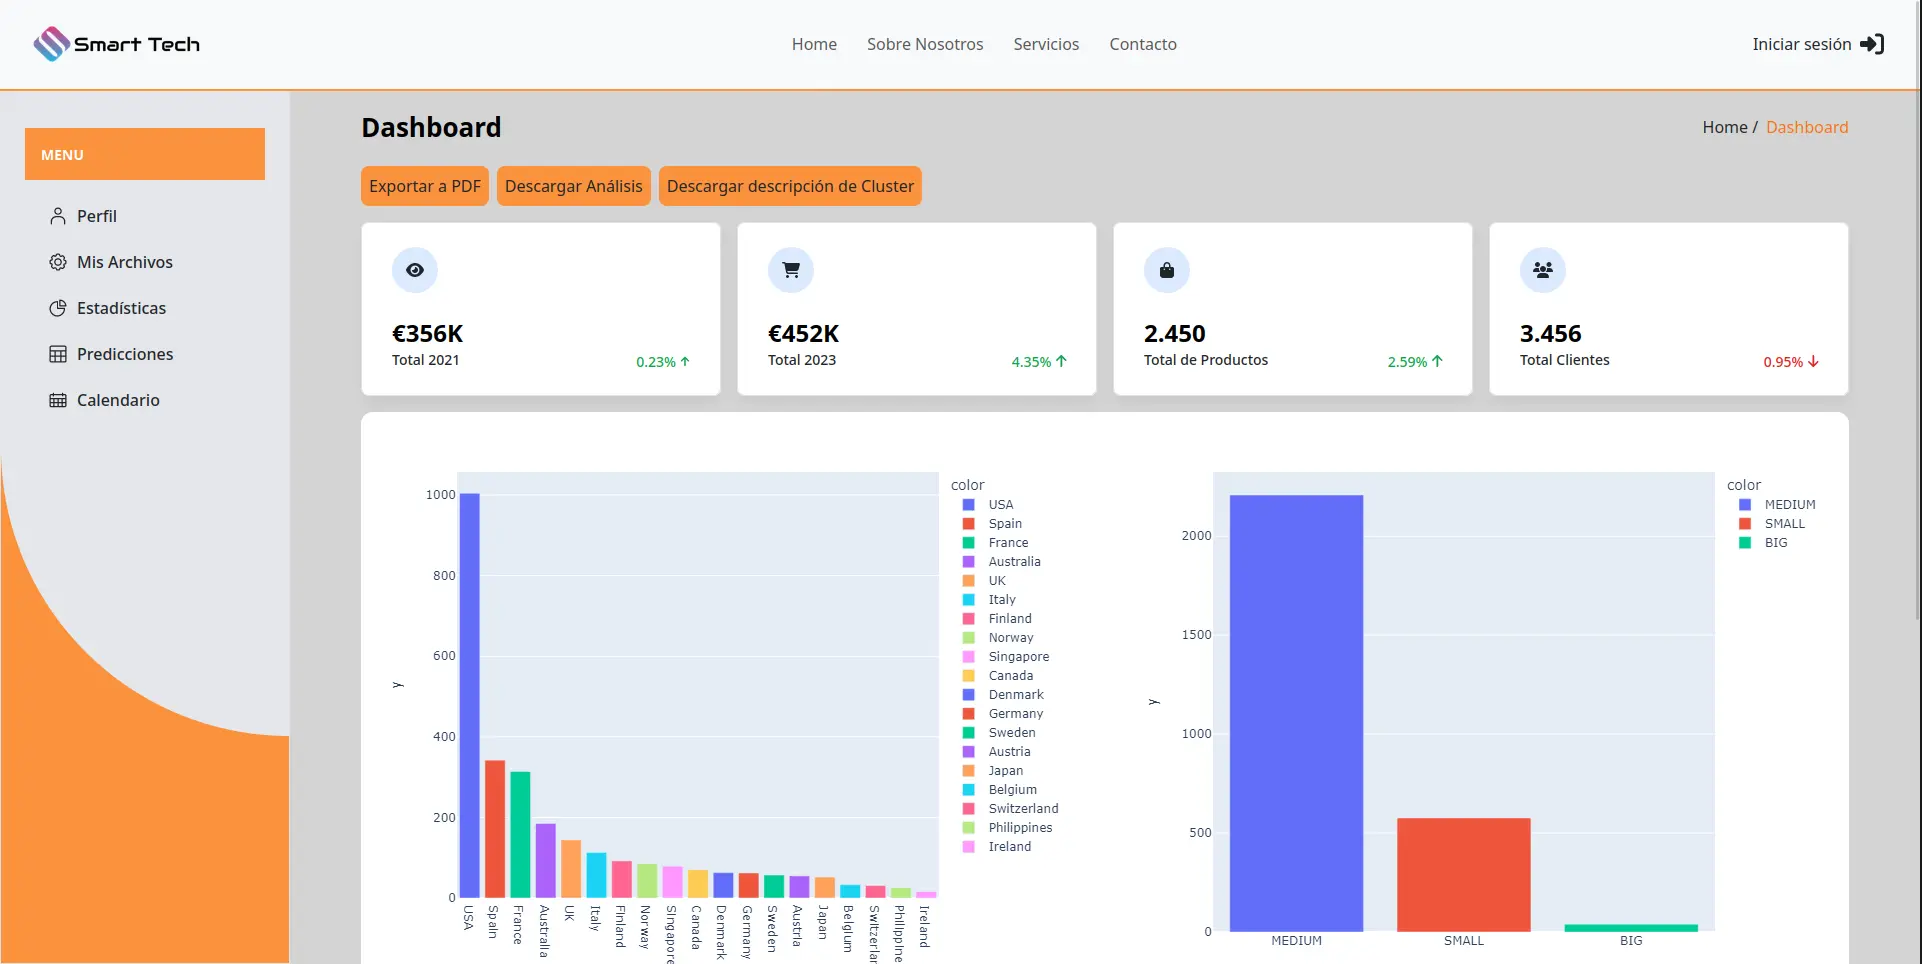 Smart Tech
Home Sobre Nosotros Servicios Contacto
Iniciar sesión
MENU
Perfil
Mis Archivos
Estadísticas
Predicciones
Calendario
Dashboard
Home / Dashboard
Exportar a PDF Descargar Análisis Descargar descripción de Cluster
€356K
Total 2021 0.23%
€452K
Total 2023 4.35%
2.450
Total de Productos 2.59%
3.456
Total Clientes 0.95%
1000
800
600
400
200
0
y
USA
Spain
France
Australia
UK
Italy
Finland
Norway
Singapore
Canada
Denmark
Germany
Sweden
Austria
Japan
Belgium
Switzerlan
Philippine
Ireland
color
USA
Spain
France
Australia
UK
Italy
Finland
Norway
Singapore
Canada
Denmark
Germany
Sweden
Austria
Japan
Belgium
Switzerland
Philippines
Ireland
2000
1500
1000
500
0
y
MEDIUM SMALL BIG
color
MEDIUM
SMALL
BIG